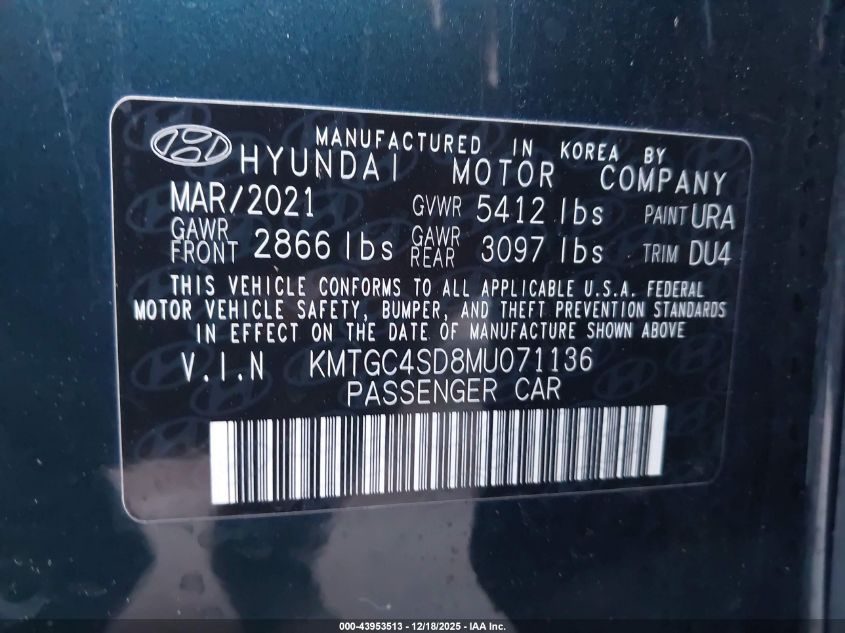 MANUFACTURED IN KOREA BY
HYUNDAI MOTOR COMPANY
MAR/2021 GVWR 5412 lbs PAINT URA
GAWR FRONT 2866 lbs GAWR REAR 3097 lbs TRIM DU4
THIS VEHICLE CONFORMS TO ALL APPLICABLE U.S.A. FEDERAL
MOTOR VEHICLE SAFETY, BUMPER, AND THEFT PREVENTION STANDARDS
IN EFFECT ON THE DATE OF MANUFACTURE SHOWN ABOVE
V.I.N KMTGC4SD8MU071136
PASSENGER CAR
000-43953513 - 12/18/2025 - IAA Inc.